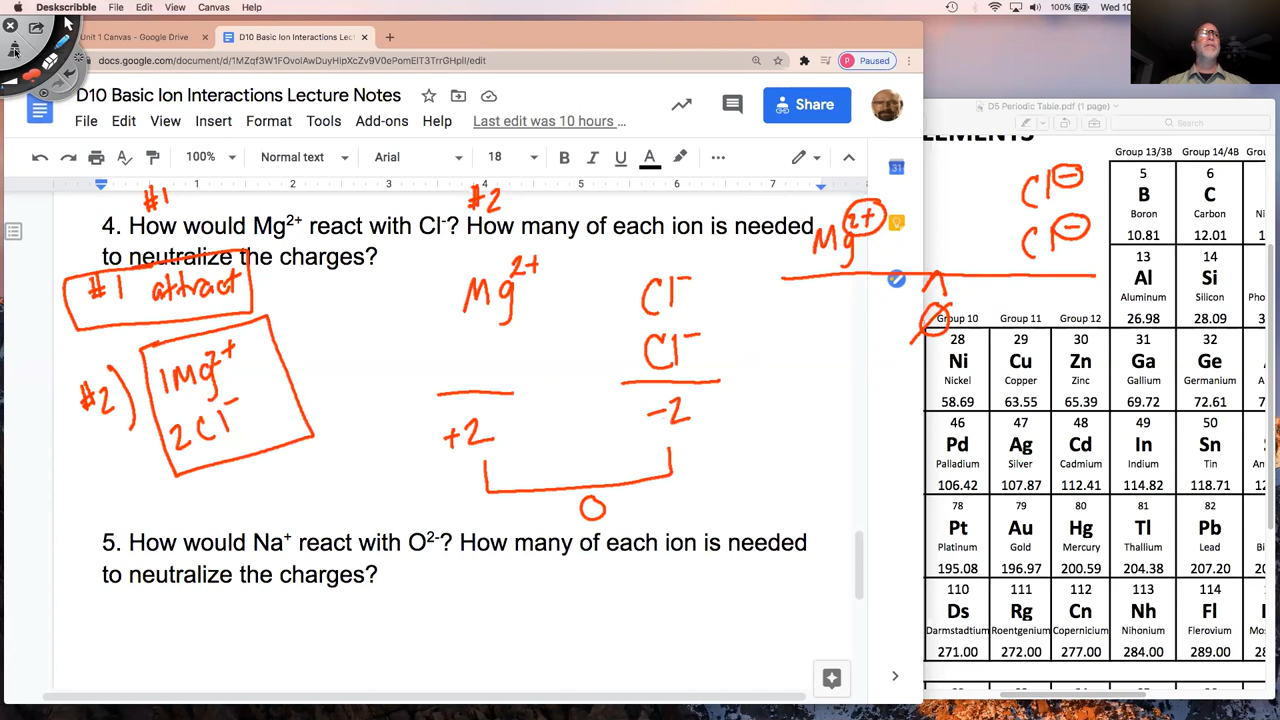 Deskscribble File Edit View Canvas Help 100% Wed 10
Unit 1 Canvas - Google Drive D10 Basic Ion Interactions Lect
docs.google.com/document/d/1MZqf3W1FOvolAwDuyHipXcZv9VcwDPomEIT3TrrGHpII/edit Paused
D10 Basic Ion Interactions Lecture Notes
File Edit View Insert Format Tools Add-ons Help Last edit was 10 hours ... Share
100% Normal text Arial 18 B I U A
1 2 3 4 5 6 7
#1 #2
4. How would Mg²⁺ react with Cl⁻? How many of each ion is needed
to neutralize the charges?
#1 attract
#2) 1Mg²⁺
2Cl⁻
Mg²⁺ Cl⁻
Cl⁻
+2 -2
0
5. How would Na⁺ react with O²⁻? How many of each ion is needed
to neutralize the charges?
Mg²⁺ Cl⁻
Cl⁻
0
D5 Periodic Table.pdf (1 page)
Search
ELEMENTS
Group 13/3B Group 14/4B
5 6
B C
Boron Carbon
10.81 12.01
13 14
Al Si
Aluminum Silicon
Group 10 Group 11 Group 12 26.98 28.09
28 29 30 31 32
Ni Cu Zn Ga Ge
Nickel Copper Zinc Gallium Germanium
58.69 63.55 65.39 69.72 72.61
46 47 48 49 50
Pd Ag Cd In Sn
Palladium Silver Cadmium Indium Tin
106.42 107.87 112.41 114.82 118.71
78 79 80 81 82
Pt Au Hg Tl Pb
Platinum Gold Mercury Thallium Lead
195.08 196.97 200.59 204.38 207.20
110 111 112 113 114
Ds Rg Cn Nh Fl
Darmstadtium Roentgenium Copernicium Nihonium Flerovium
271.00 272.00 277.00 284.00 289.00